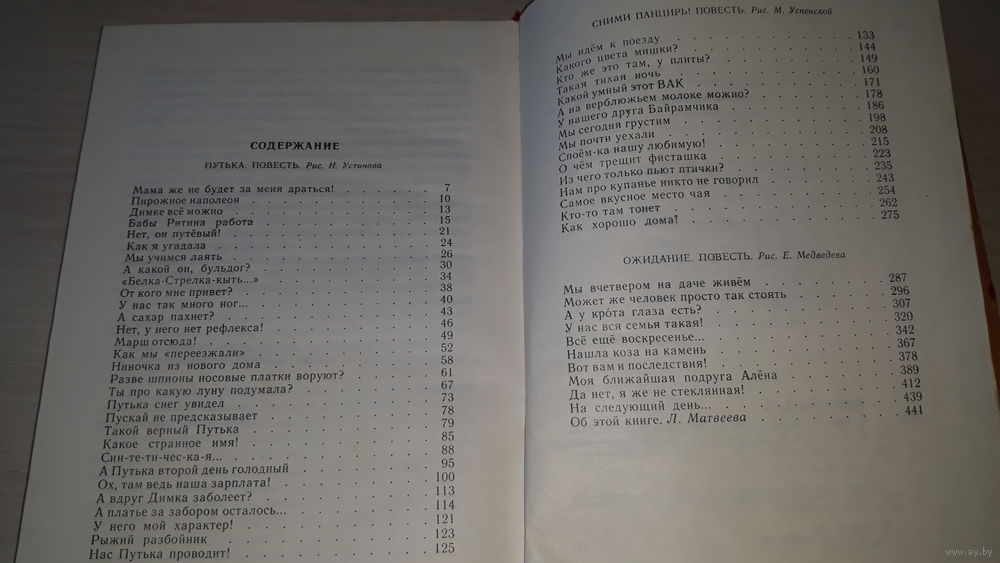 СОДЕРЖАНИЕ
ПУТЬКА. ПОВЕСТЬ. Рис. Н. Устинова
Мама же не будет за меня драться! . . . . . 7
Пирожное наполеон . . . . . 10
Димке всё можно . . . . . 13
Бабы Ритина работа . . . . . 15
Нет, он путёвый! . . . . . 21
Как я угадала . . . . . 24
Мы учимся лаять . . . . . 26
А какой он, бульдог? . . . . . 30
«Белка-Стрелка-кыть...» . . . . . 34
От кого мне привет? . . . . . 38
У нас так много ног... . . . . . 40
А сахар пахнет? . . . . . 43
Нет, у него нет рефлекса! . . . . . 46
Марш отсюда! . . . . . 49
Как мы «переезжали» . . . . . 52
Ниночка из нового дома . . . . . 58
Разве шпионы носовые платки воруют? . . . . . 61
Ты про какую луну подумала? . . . . . 67
Путька снег увидел . . . . . 73
Пускай не предсказывает . . . . . 78
Такой верный Путька . . . . . 79
Какое странное имя! . . . . . 85
Син-те-ти-чес-ка-я... . . . . . 88
А Путька второй день голодный . . . . . 95
Ох, там ведь наша зарплата! . . . . . 100
А вдруг Димка заболеет? . . . . . 113
А платье за забором осталось... . . . . . 114
У него мой характер! . . . . . 121
Рыжий разбойник . . . . . 123
Нас Путька проводит! . . . . . 125
СНИМИ ПАНЦИРЬ! ПОВЕСТЬ. Рис. М. Успенской
Мы идём к поезду . . . . . 133
Какого цвета мишки? . . . . . 144
Кто же это там, у плиты? . . . . . 149
Такая тихая ночь . . . . . 160
Какой умный этот ВАК . . . . . 171
А на верблюжьем молоке можно? . . . . . 178
У нашего друга Байрамчика . . . . . 186
Мы сегодня грустим . . . . . 198
Мы почти уехали . . . . . 208
Споём-ка нашу любимую! . . . . . 215
О чём трещит фисташка . . . . . 223
Из чего только пьют птички? . . . . . 235
Нам про купанье никто не говорил . . . . . 243
Самое вкусное место чая . . . . . 254
Кто-то там тонет . . . . . 262
Как хорошо дома! . . . . . 275
ОЖИДАНИЕ. ПОВЕСТЬ. Рис. Е. Медведева
Мы вчетвером на даче живём . . . . . 287
Может же человек просто так стоять . . . . . 296
А у кро́та глаза есть? . . . . . 307
У нас вся семья такая! . . . . . 320
Всё ещё воскресенье... . . . . . 342
Нашла коза на камень . . . . . 367
Вот вам и последствия! . . . . . 378
Моя ближайшая подруга Алёна . . . . . 389
Да нет, я же не стеклянная! . . . . . 412
На следующий день... . . . . . 439
Об этой книге. Л. Матвеева . . . . . 441
www.ay.by